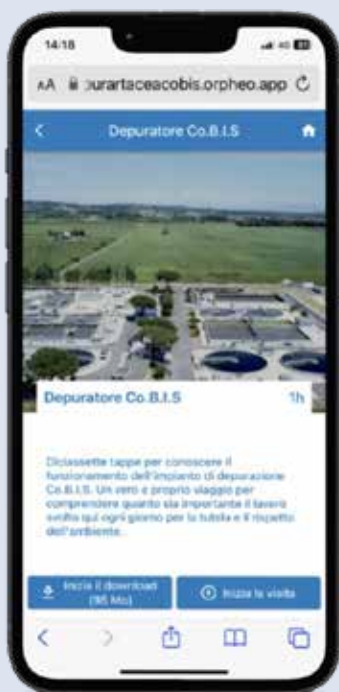 14:18
4G
AA urartaceacobis.orpheo.app
Depuratore Co.B.I.S
Depuratore Co.B.I.S 1h
Diciassette tappe per conoscere il
funzionamento dell'impianto di depurazione
Co.B.I.S. Un vero e proprio viaggio per
comprendere quanto sia importante il lavoro
svolto qui ogni giorno per la tutela e il rispetto
dell'ambiente.
Inizia il download
Inizia la visita